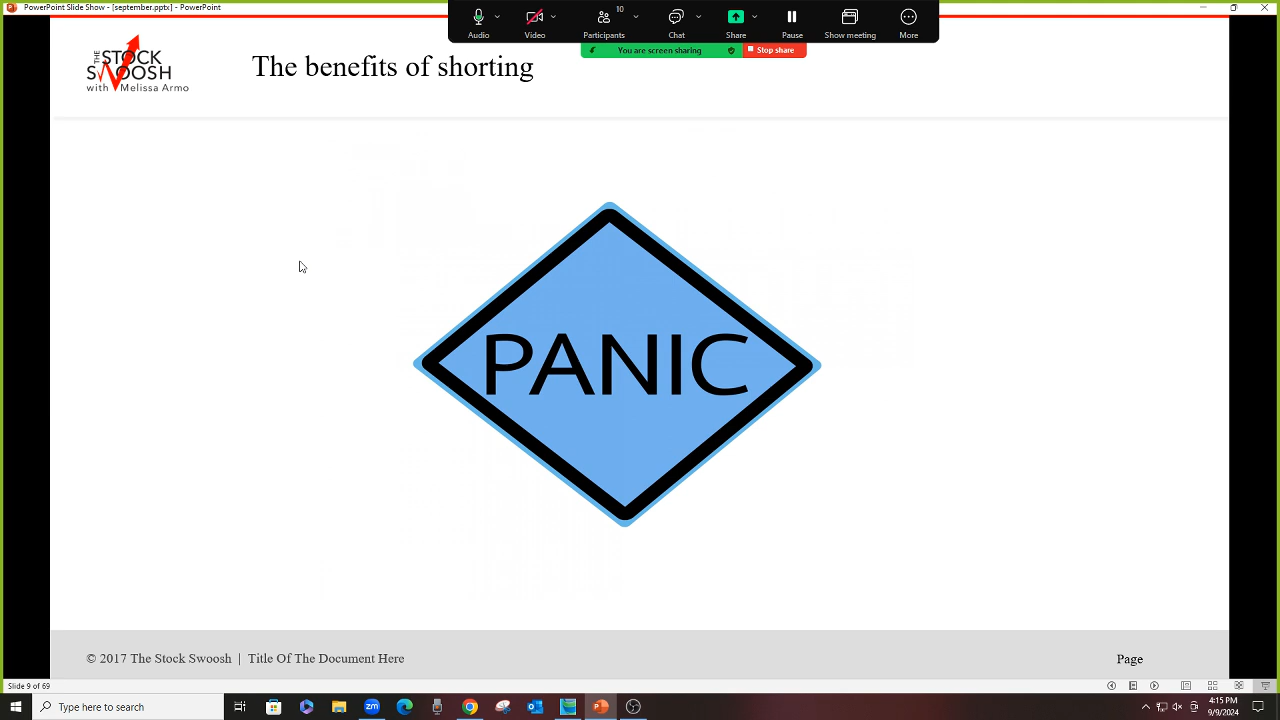 PowerPoint Slide Show - [september.pptx] - PowerPoint
10
Audio
Video
Participants
Chat
Share
Pause
Show meeting
More
You are screen sharing
Stop share
THE STOCK
SWOOSH
with Melissa Armo
The benefits of shorting
PANIC
© 2017 The Stock Swoosh | Title Of The Document Here
Page
Slide 9 of 69
Type here to search
zm
4:15 PM
9/9/2024